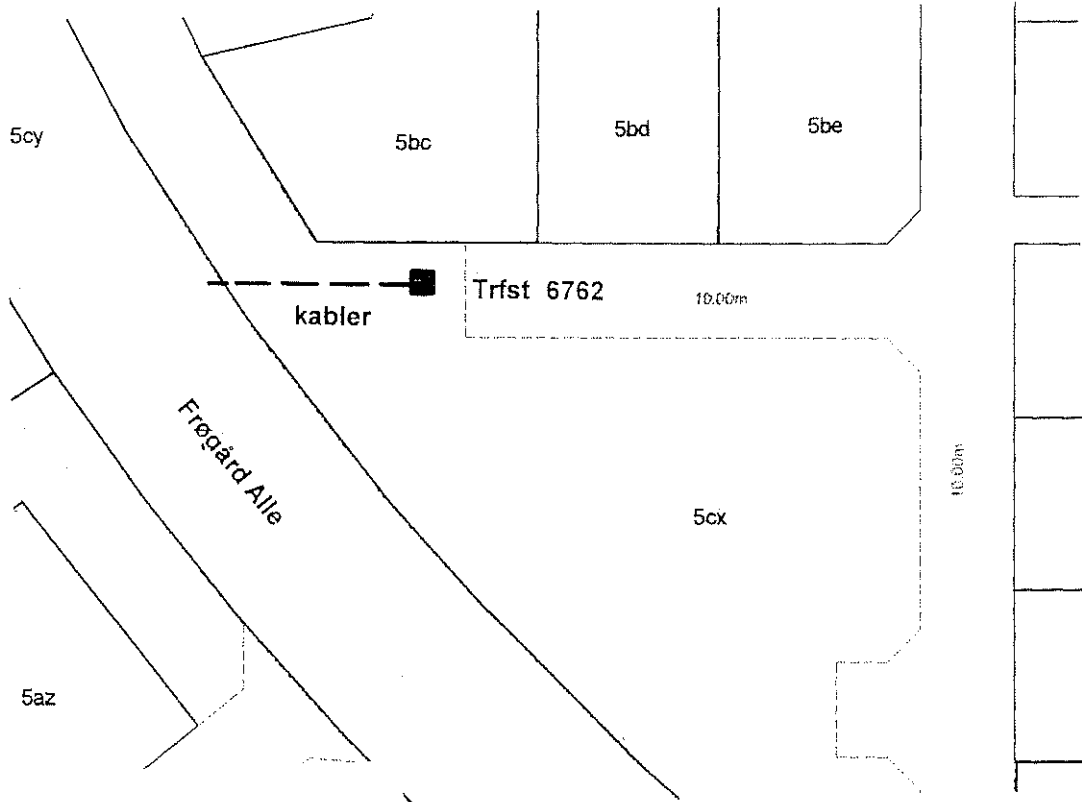 5cy
5bc
5bd
5be
Trfst 6762
10.00m
kabler
Frøgård Alle
10.00m
5cx
5az